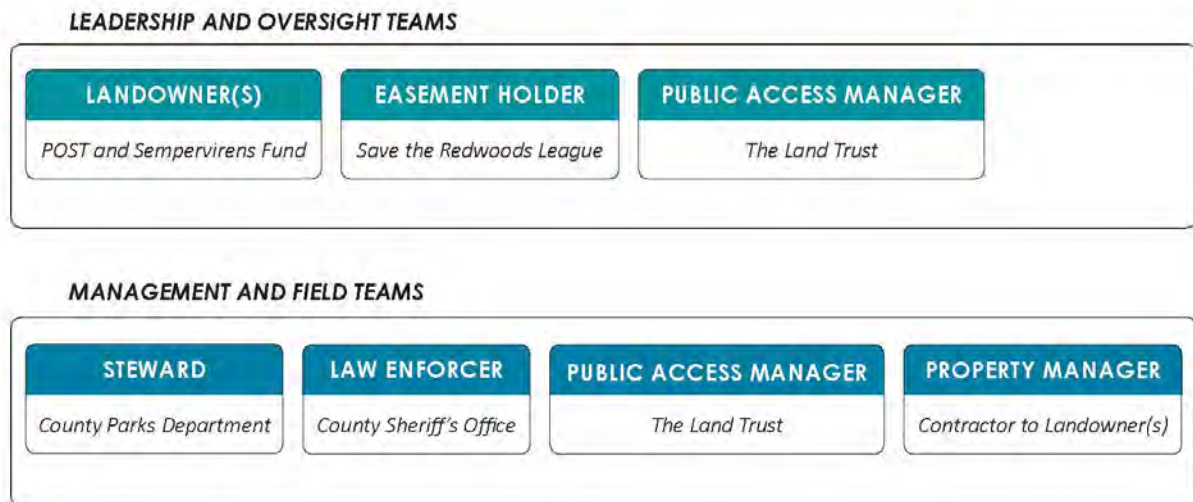 LEADERSHIP AND OVERSIGHT TEAMS
LANDOWNER(S)
POST and Sempervirens Fund
EASEMENT HOLDER
Save the Redwoods League
PUBLIC ACCESS MANAGER
The Land Trust
MANAGEMENT AND FIELD TEAMS
STEWARD
County Parks Department
LAW ENFORCER
County Sheriff's Office
PUBLIC ACCESS MANAGER
The Land Trust
PROPERTY MANAGER
Contractor to Landowner(s)